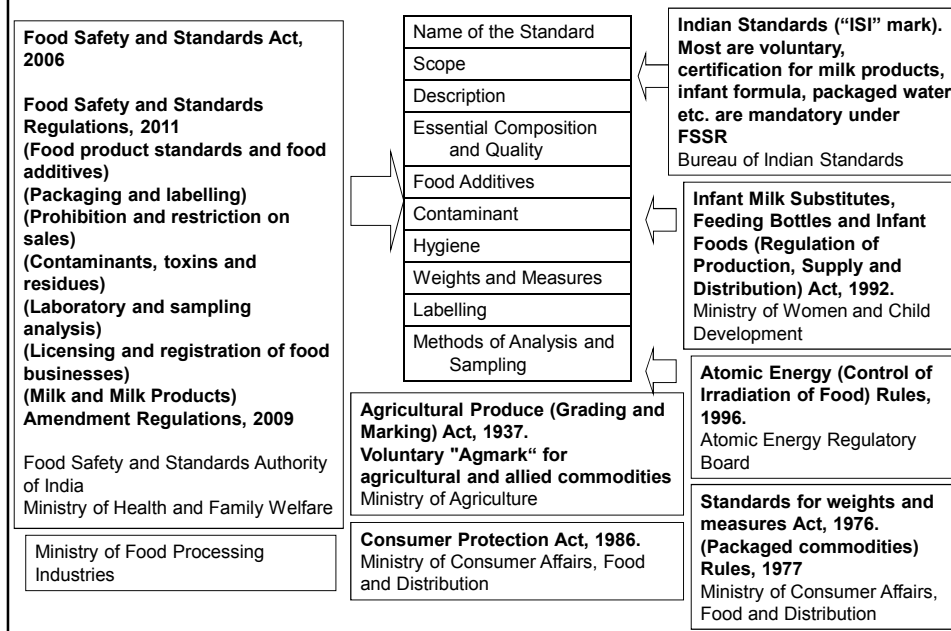 Food Safety and Standards Act,
2006
Food Safety and Standards
Regulations, 2011
(Food product standards and food
additives)
(Packaging and labelling)
(Prohibition and restriction on
sales)
(Contaminants, toxins and
residues)
(Laboratory and sampling
analysis)
(Licensing and registration of food
businesses)
(Milk and Milk Products)
Amendment Regulations, 2009
Food Safety and Standards Authority
of India
Ministry of Health and Family Welfare
Ministry of Food Processing
Industries
Name of the Standard
Scope
Description
Essential Composition
and Quality
Food Additives
Contaminant
Hygiene
Weights and Measures
Labelling
Methods of Analysis and
Sampling
Agricultural Produce (Grading and
Marking) Act, 1937.
Voluntary "Agmark“ for
agricultural and allied commodities
Ministry of Agriculture
Consumer Protection Act, 1986.
Ministry of Consumer Affairs, Food
and Distribution
Indian Standards (“ISI” mark).
Most are voluntary,
certification for milk products,
infant formula, packaged water
etc. are mandatory under
FSSR
Bureau of Indian Standards
Infant Milk Substitutes,
Feeding Bottles and Infant
Foods (Regulation of
Production, Supply and
Distribution) Act, 1992.
Ministry of Women and Child
Development
Atomic Energy (Control of
Irradiation of Food) Rules,
1996.
Atomic Energy Regulatory
Board
Standards for weights and
measures Act, 1976.
(Packaged commodities)
Rules, 1977
Ministry of Consumer Affairs,
Food and Distribution